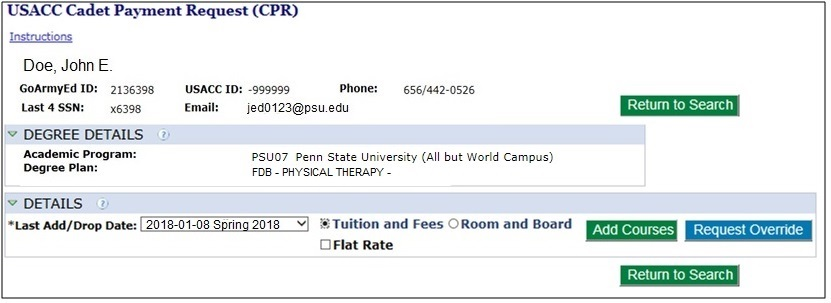 USACC Cadet Payment Request (CPR)
Instructions
Doe, John E.
GoArmyEd ID: 2136398 USACC ID: -999999 Phone: 656/442-0526
Last 4 SSN: x6398 Email: jed0123@psu.edu
Return to Search
DEGREE DETAILS ?
Academic Program: PSU07 Penn State University (All but World Campus)
Degree Plan: FDB - PHYSICAL THERAPY -
DETAILS ?
*Last Add/Drop Date: 2018-01-08 Spring 2018 Tuition and Fees Room and Board Add Courses Request Override
Flat Rate
Return to Search